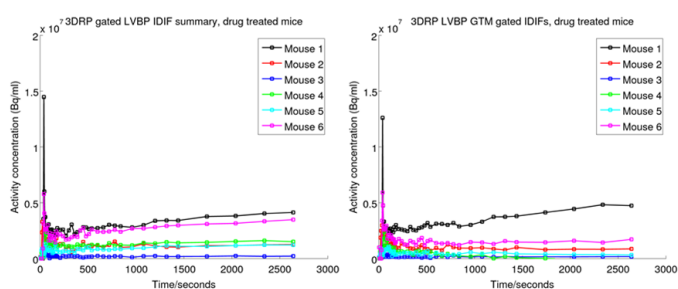 3DRP gated LVBP IDIF summary, drug treated mice
2 x 10^7
1.5
1
0.5
0
Activity concentration (Bq/ml)
Mouse 1
Mouse 2
Mouse 3
Mouse 4
Mouse 5
Mouse 6
0 500 1000 1500 2000 2500 3000
Time/seconds
3DRP LVBP GTM gated IDIFs, drug treated mice
2 x 10^7
1.5
1
0.5
0
Activity concentration (Bq/ml)
Mouse 1
Mouse 2
Mouse 3
Mouse 4
Mouse 5
Mouse 6
0 500 1000 1500 2000 2500 3000
Time/seconds